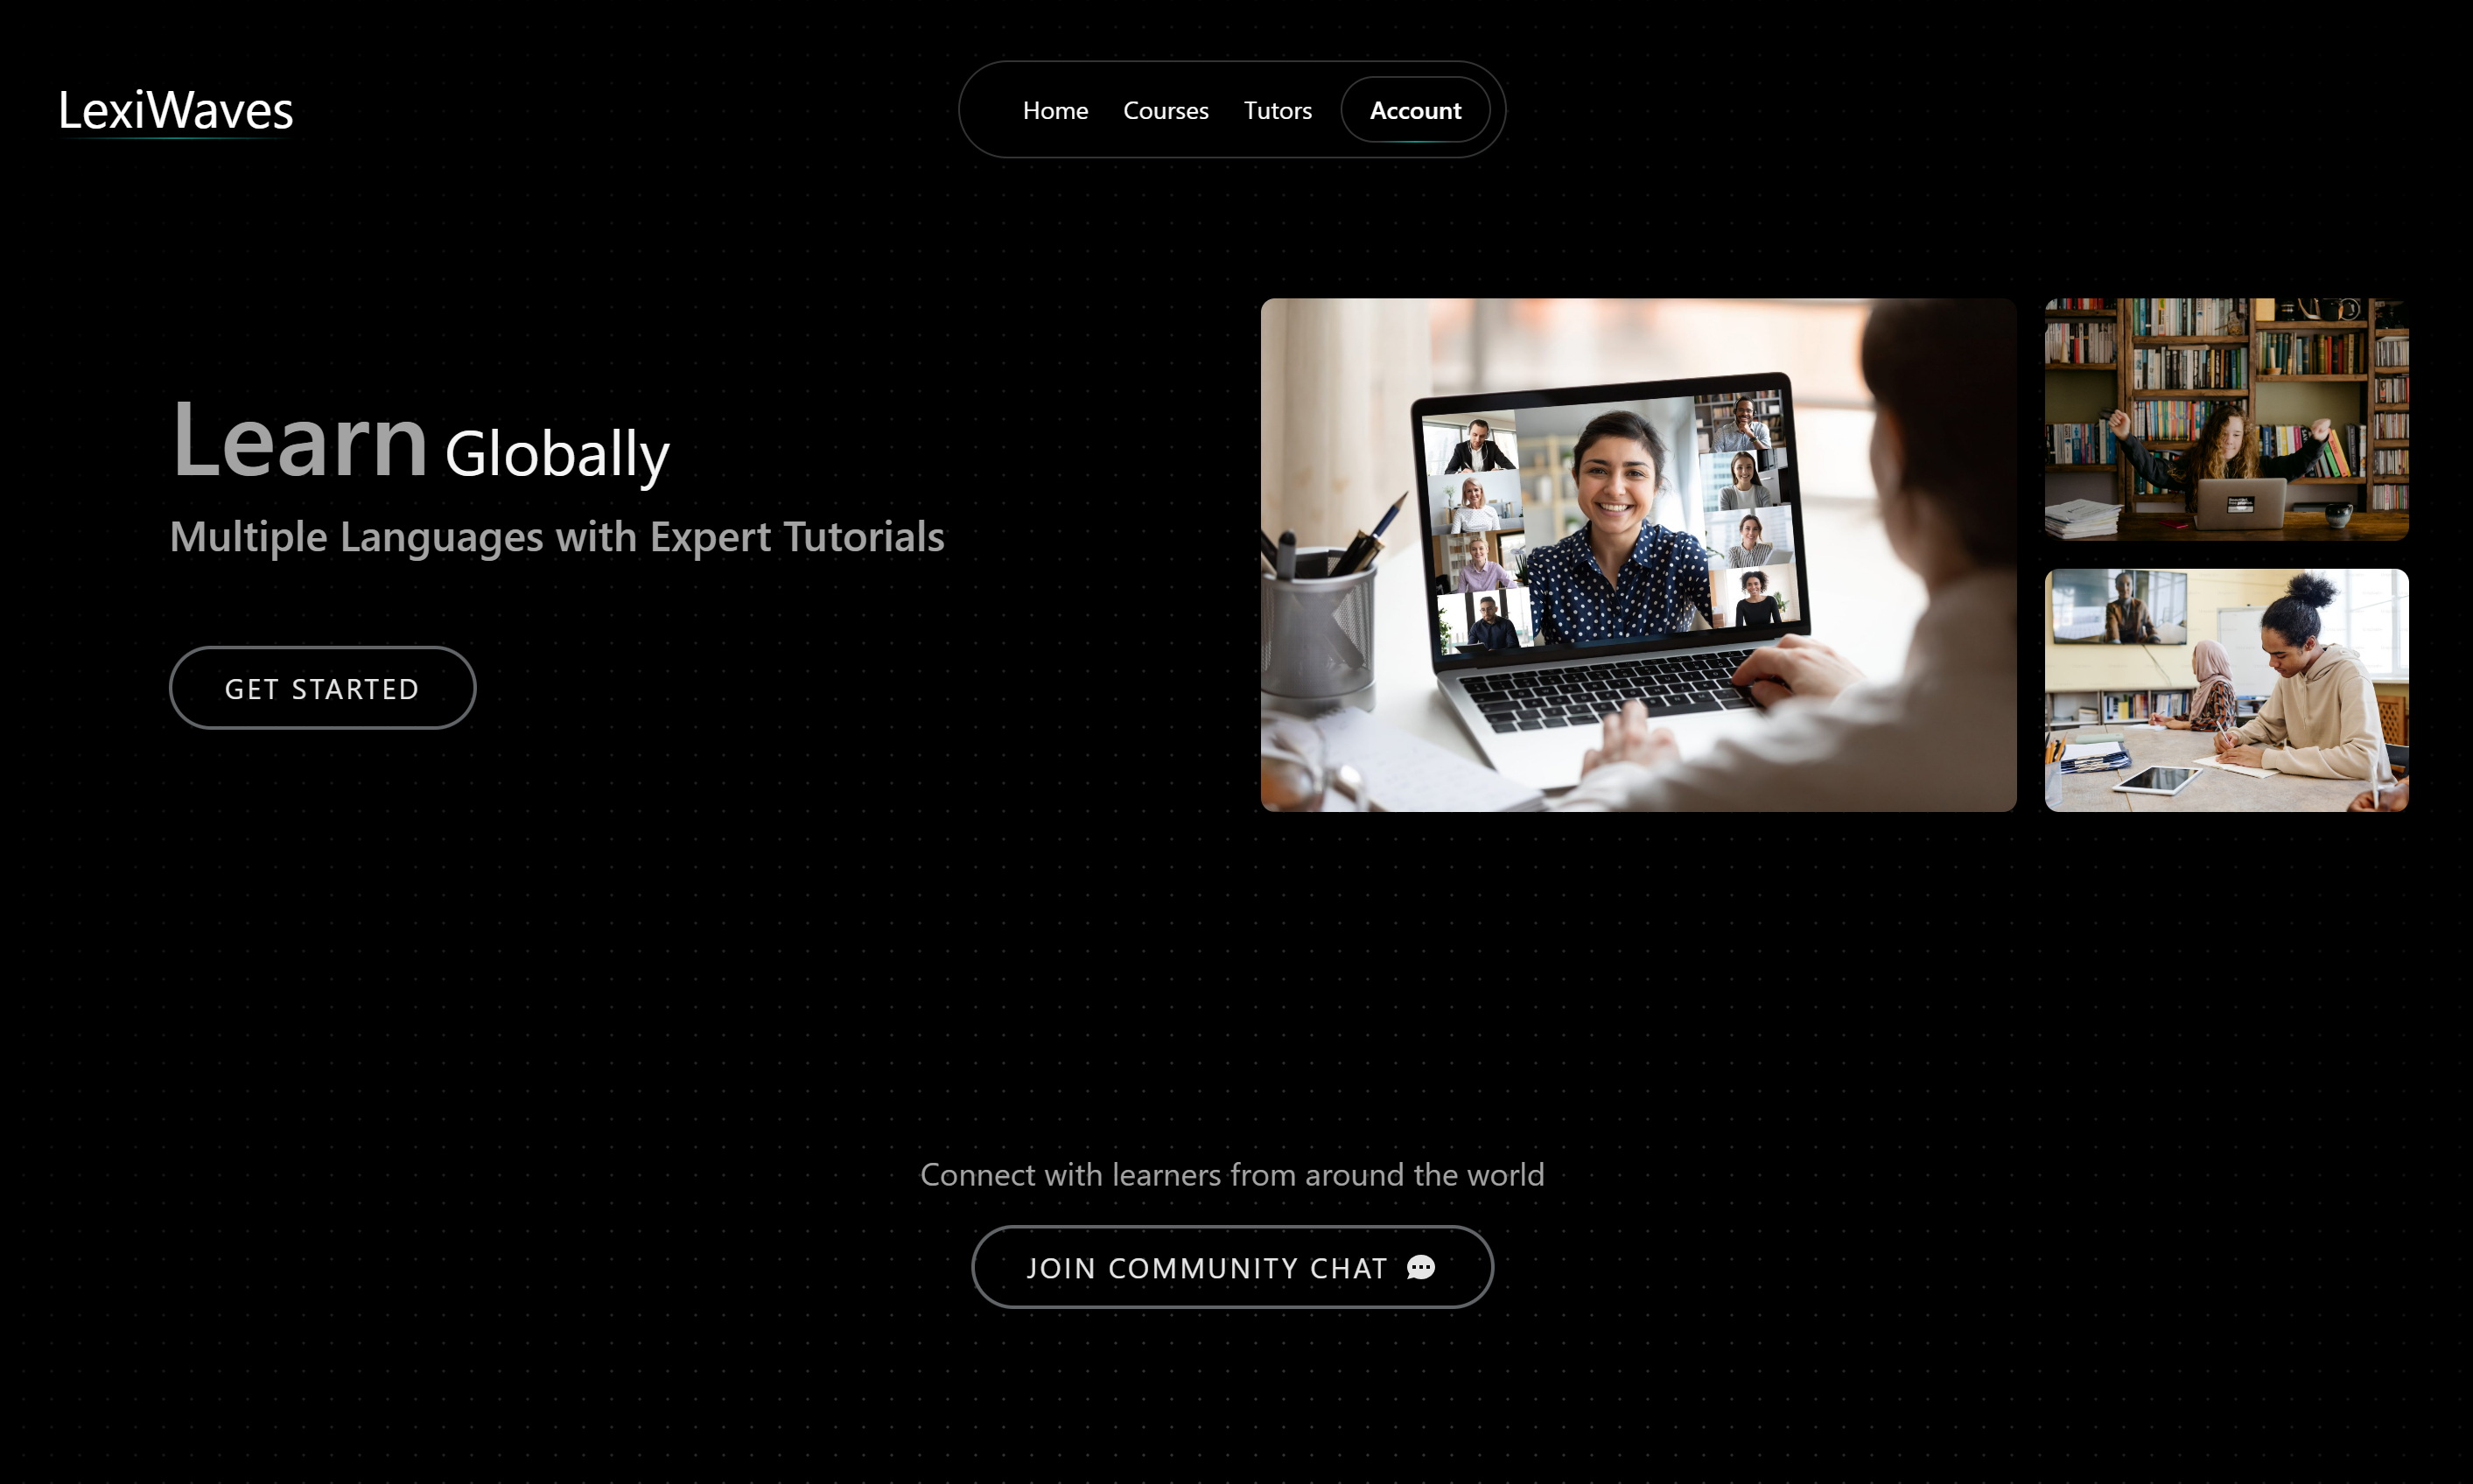 LexiWaves
Home Courses Tutors Account
Learn Globally
Multiple Languages with Expert Tutorials
GET STARTED
Connect with learners from around the world
JOIN COMMUNITY CHAT